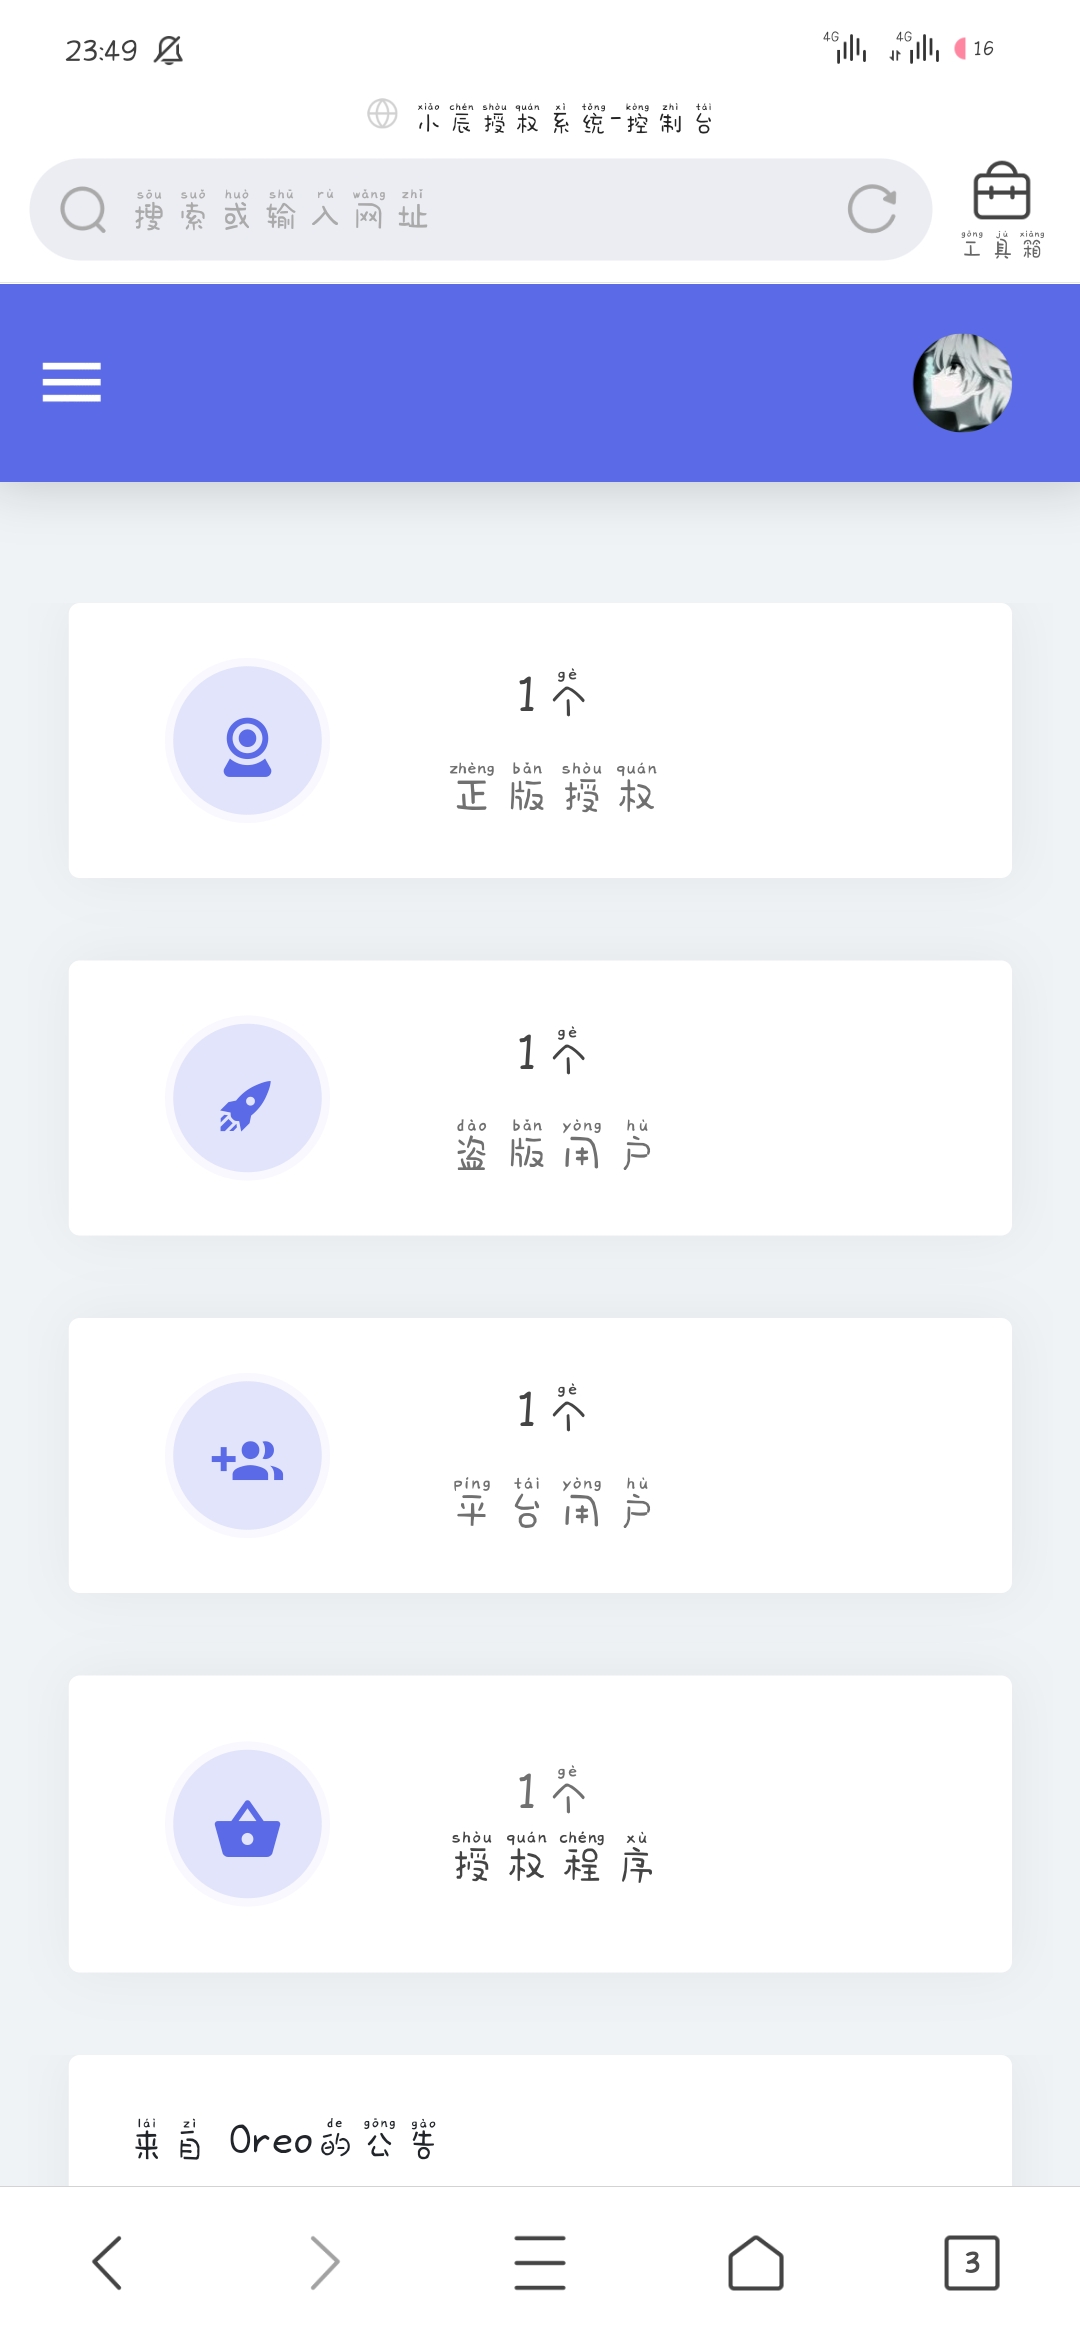 23:49 4G 4G 16
小辰授权系统-控制台
xiǎo chén shòu quán xì tǒng kòng zhì tái
sōu suǒ huò shū rù wǎng zhǐ
搜索或输入网址
gōng jù xiāng
工具箱
gè
1个
zhèng bǎn shòu quán
正版授权
gè
1个
dào bǎn yòng hù
盗版用户
gè
1个
píng tái yòng hù
平台用户
gè
1个
shòu quán chéng xù
授权程序
lái zì de gōng gào
来自 Oreo的公告
3